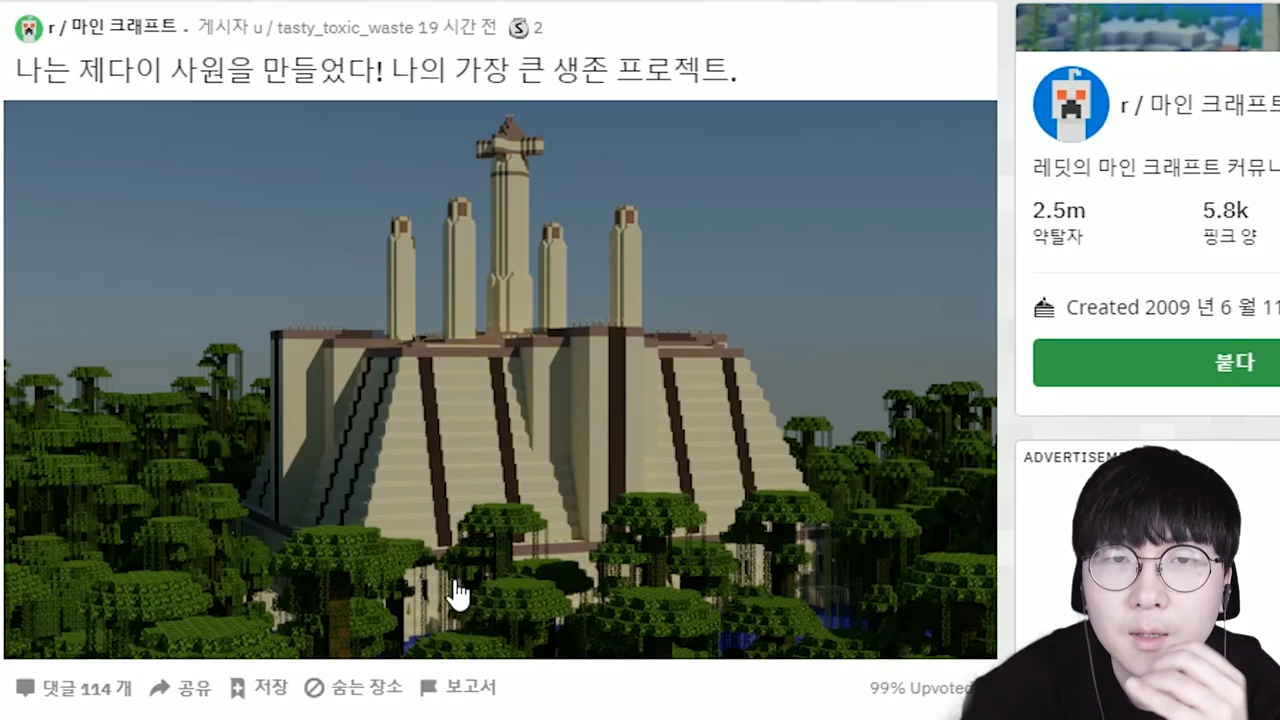 r / 마인 크래프트 . 게시자 u / tasty_toxic_waste 19 시간 전 2
나는 제다이 사원을 만들었다! 나의 가장 큰 생존 프로젝트.
r / 마인 크래프트
레딧의 마인 크래프트 커뮤니
2.5m 5.8k
약탈자 핑크 양
Created 2009 년 6 월 11
붙다
ADVERTISEM
댓글 114 개 공유 저장 숨는 장소 보고서
99% Upvoted